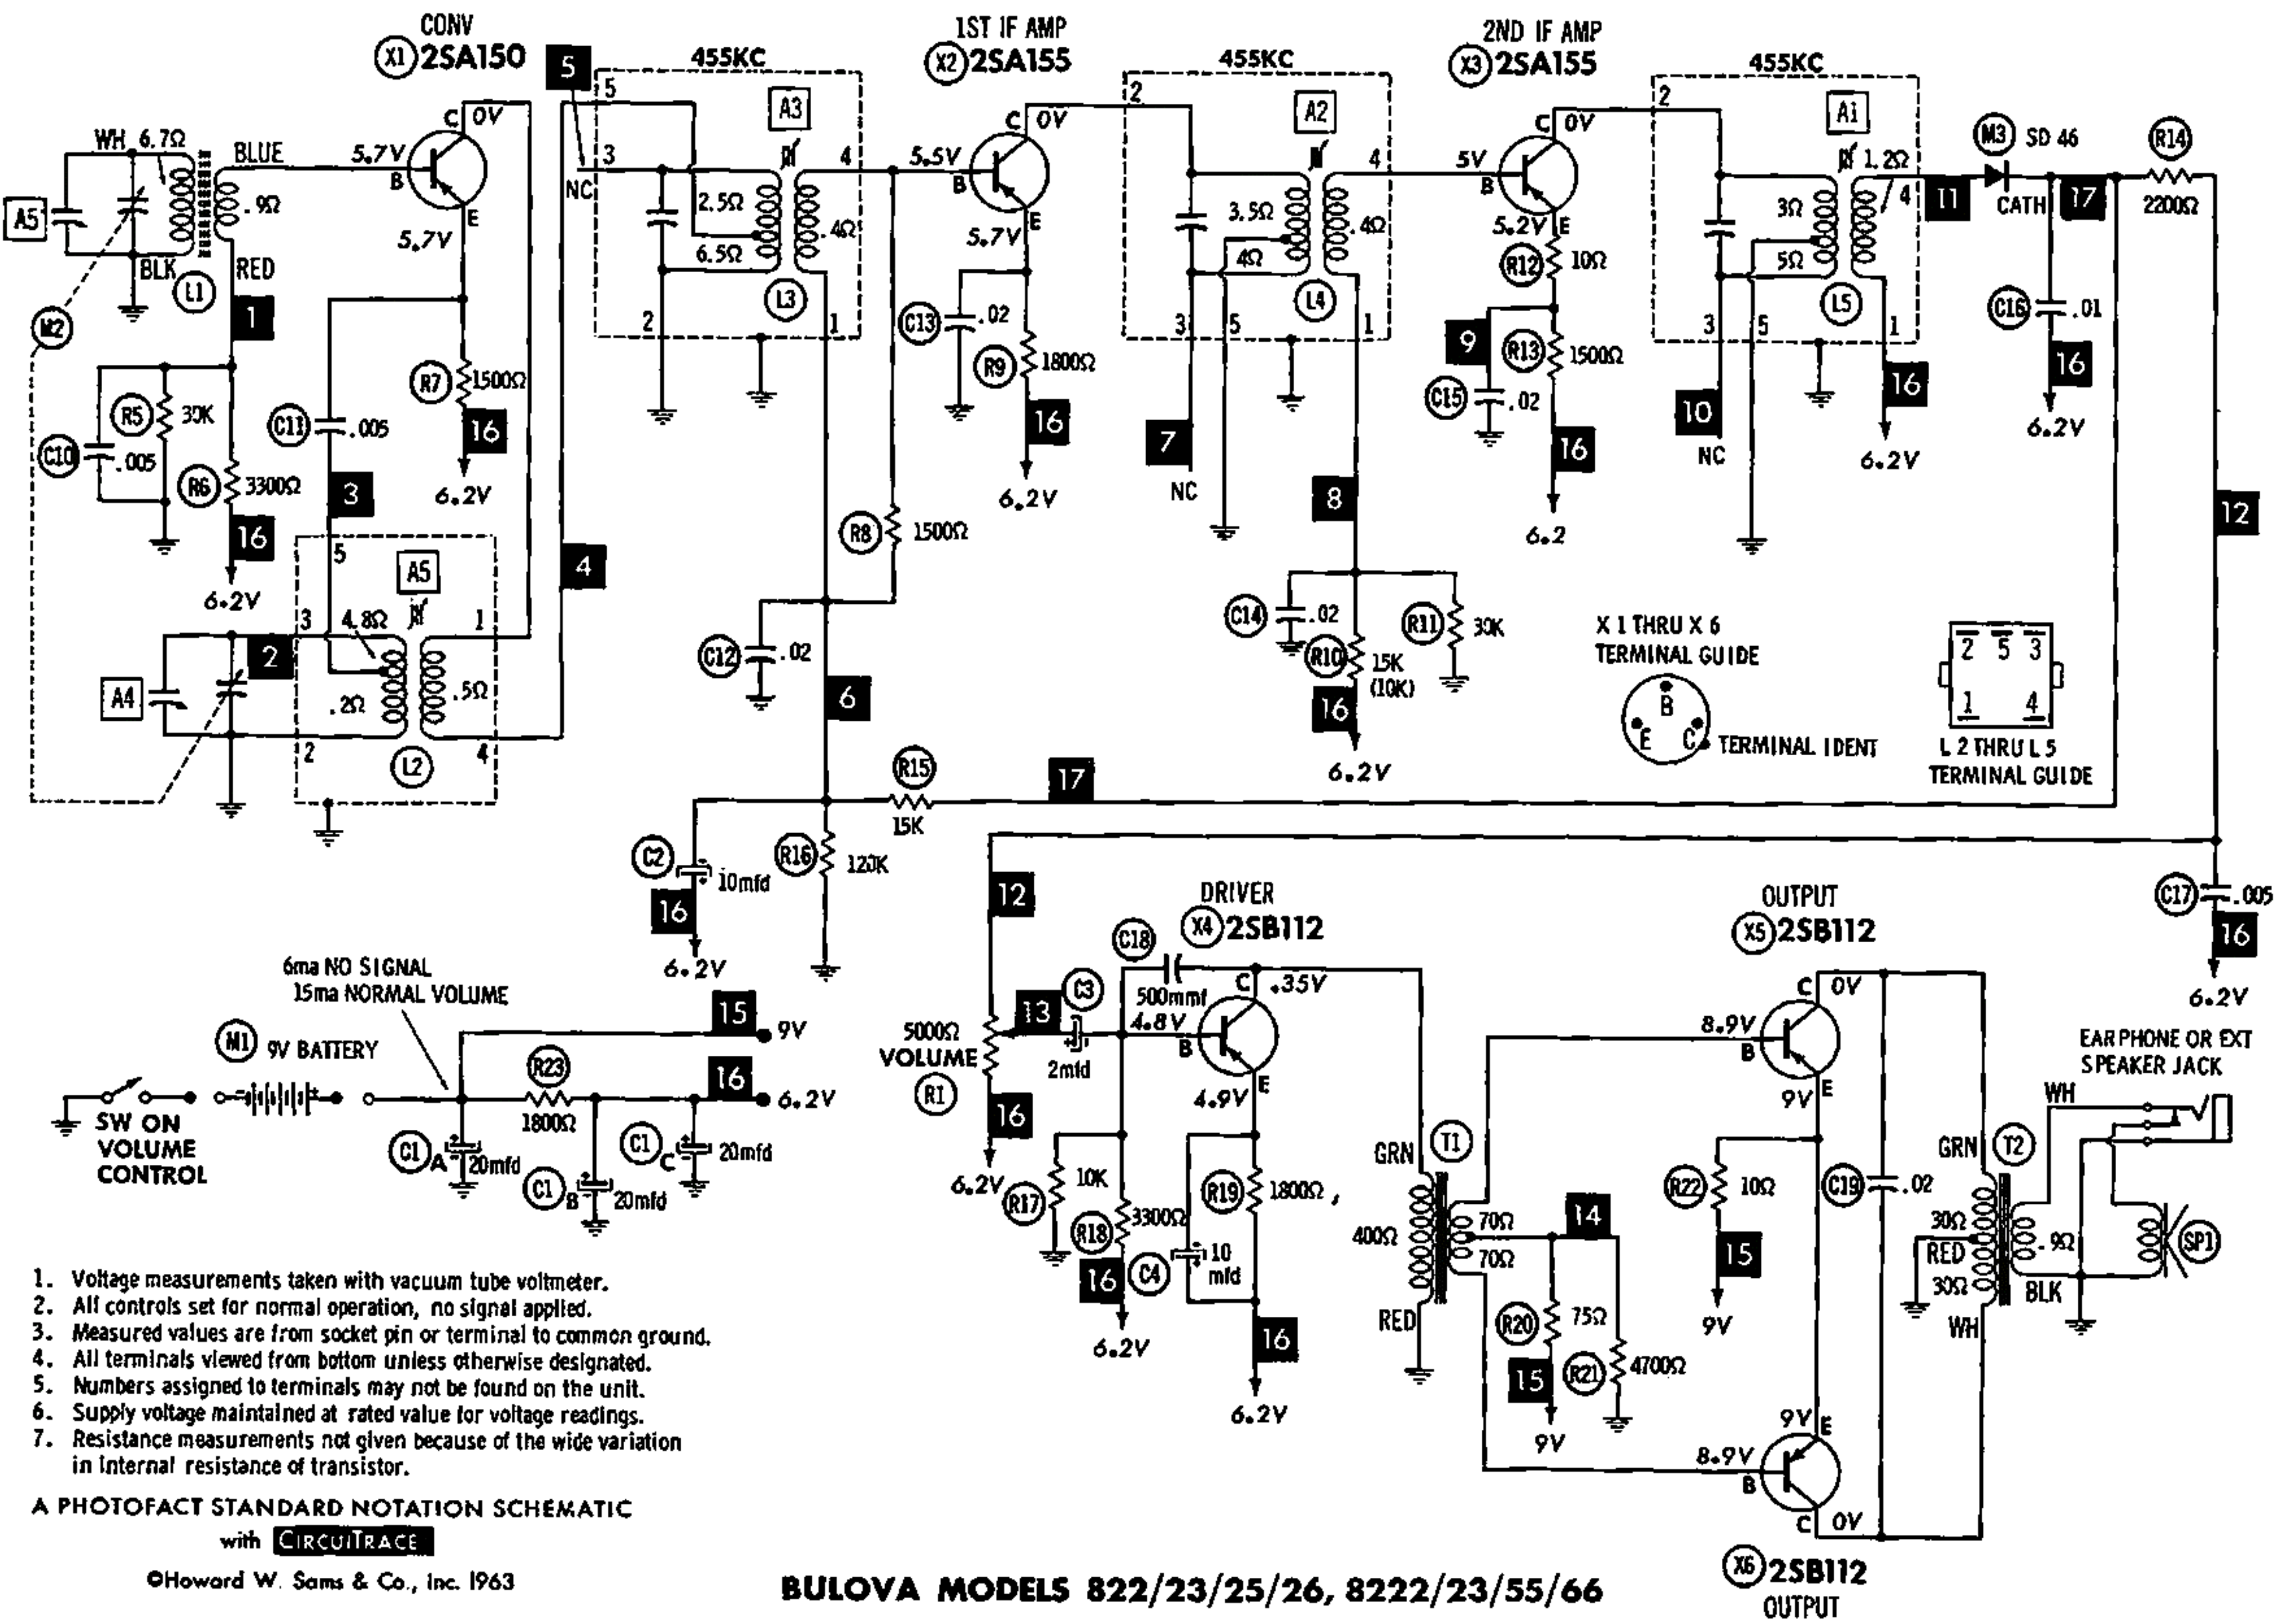 CONV
X1 2SA150
5
455KC
1ST IF AMP
X2 2SA155
455KC
2ND IF AMP
X3 2SA155
455KC
5
A3
2
A2
2
A1
M3 SD 46
R14
C 0V
C 0V
C 0V
WH 6.7Ω
BLUE
5.7V
B
3
4
5.5V
B
4
5V
B
1.2Ω
4
11
CATH
17
2200Ω
NC
A5
.9Ω
E
5.7V
2.5Ω
.4Ω
6.5Ω
E
5.7V
3.5Ω
.4Ω
4Ω
5.2V E
R12 10Ω
3Ω
5Ω
BLK
RED
L1
L3
L4
L5
M2
1
2
1
C13 .02
3
5
1
9
R13 1500Ω
3
5
1
C16 .01
R7 1500Ω
R9 1800Ω
C15 .02
16
16
R5
C11 .005
16
6.2V
16
6.2V
7
NC
16
6.2
10
NC
6.2V
6.2V
C10 .005
R6 3300Ω
3
16
6.2V
8
12
R8 1500Ω
5
A5
4
3
4.8Ω
1
2
C12 .02
C14 .02
R11
R10 15K
(10K)
16
6.2V
X 1 THRU X 6
TERMINAL GUIDE
B
E C
TERMINAL IDENT
2 5 3
1 4
L 2 THRU L 5
TERMINAL GUIDE
A4
.2Ω
.5Ω
2
L2
4
6
R15
15K
17
C2
10mfd
R16 120K
16
6.2V
12
DRIVER
X4 2SB112
OUTPUT
X5 2SB112
C17 .005
16
6.2V
C18
500mmf
C .35V
C 0V
6ma NO SIGNAL
15ma NORMAL VOLUME
15
9V
5000Ω
VOLUME
R1
13
C3
2mfd
4.8V
B
8.9V
B
EARPHONE OR EXT
SPEAKER JACK
M1 9V BATTERY
R23
1800Ω
16
6.2V
16
6.2V
E
4.9V
E
9V
WH
SW ON
VOLUME
CONTROL
C1 A 20mfd
C1 B 20mfd
C1 C 20mfd
R17 10K
R18 3300Ω
16
6.2V
C4 10
mfd
R19 1800Ω
16
6.2V
GRN
T1
400Ω
RED
70Ω
70Ω
14
R20 75Ω
15
9V
R21 4700Ω
R22 10Ω
15
9V
C19 .02
GRN
T2
30Ω
RED
30Ω
WH
.9Ω
BLK
SP1
9V E
8.9V
B
C 0V
X6 2SB112
OUTPUT
1. Voltage measurements taken with vacuum tube voltmeter.
2. All controls set for normal operation, no signal applied.
3. Measured values are from socket pin or terminal to common ground.
4. All terminals viewed from bottom unless otherwise designated.
5. Numbers assigned to terminals may not be found on the unit.
6. Supply voltage maintained at rated value for voltage readings.
7. Resistance measurements not given because of the wide variation
in internal resistance of transistor.
A PHOTOFACT STANDARD NOTATION SCHEMATIC
with CIRCUITRACE
©Howard W. Sams & Co., Inc. 1963
BULOVA MODELS 822/23/25/26, 8222/23/55/66